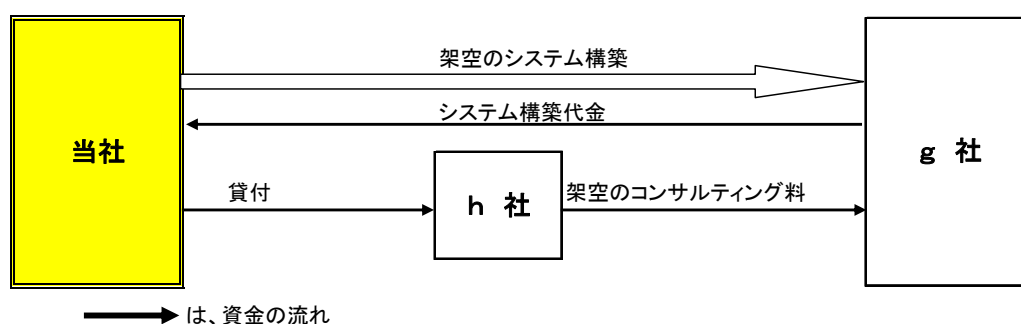 架空のシステム構築
システム構築代金
当社
g 社
貸付
h 社
架空のコンサルティング料
は、資金の流れ